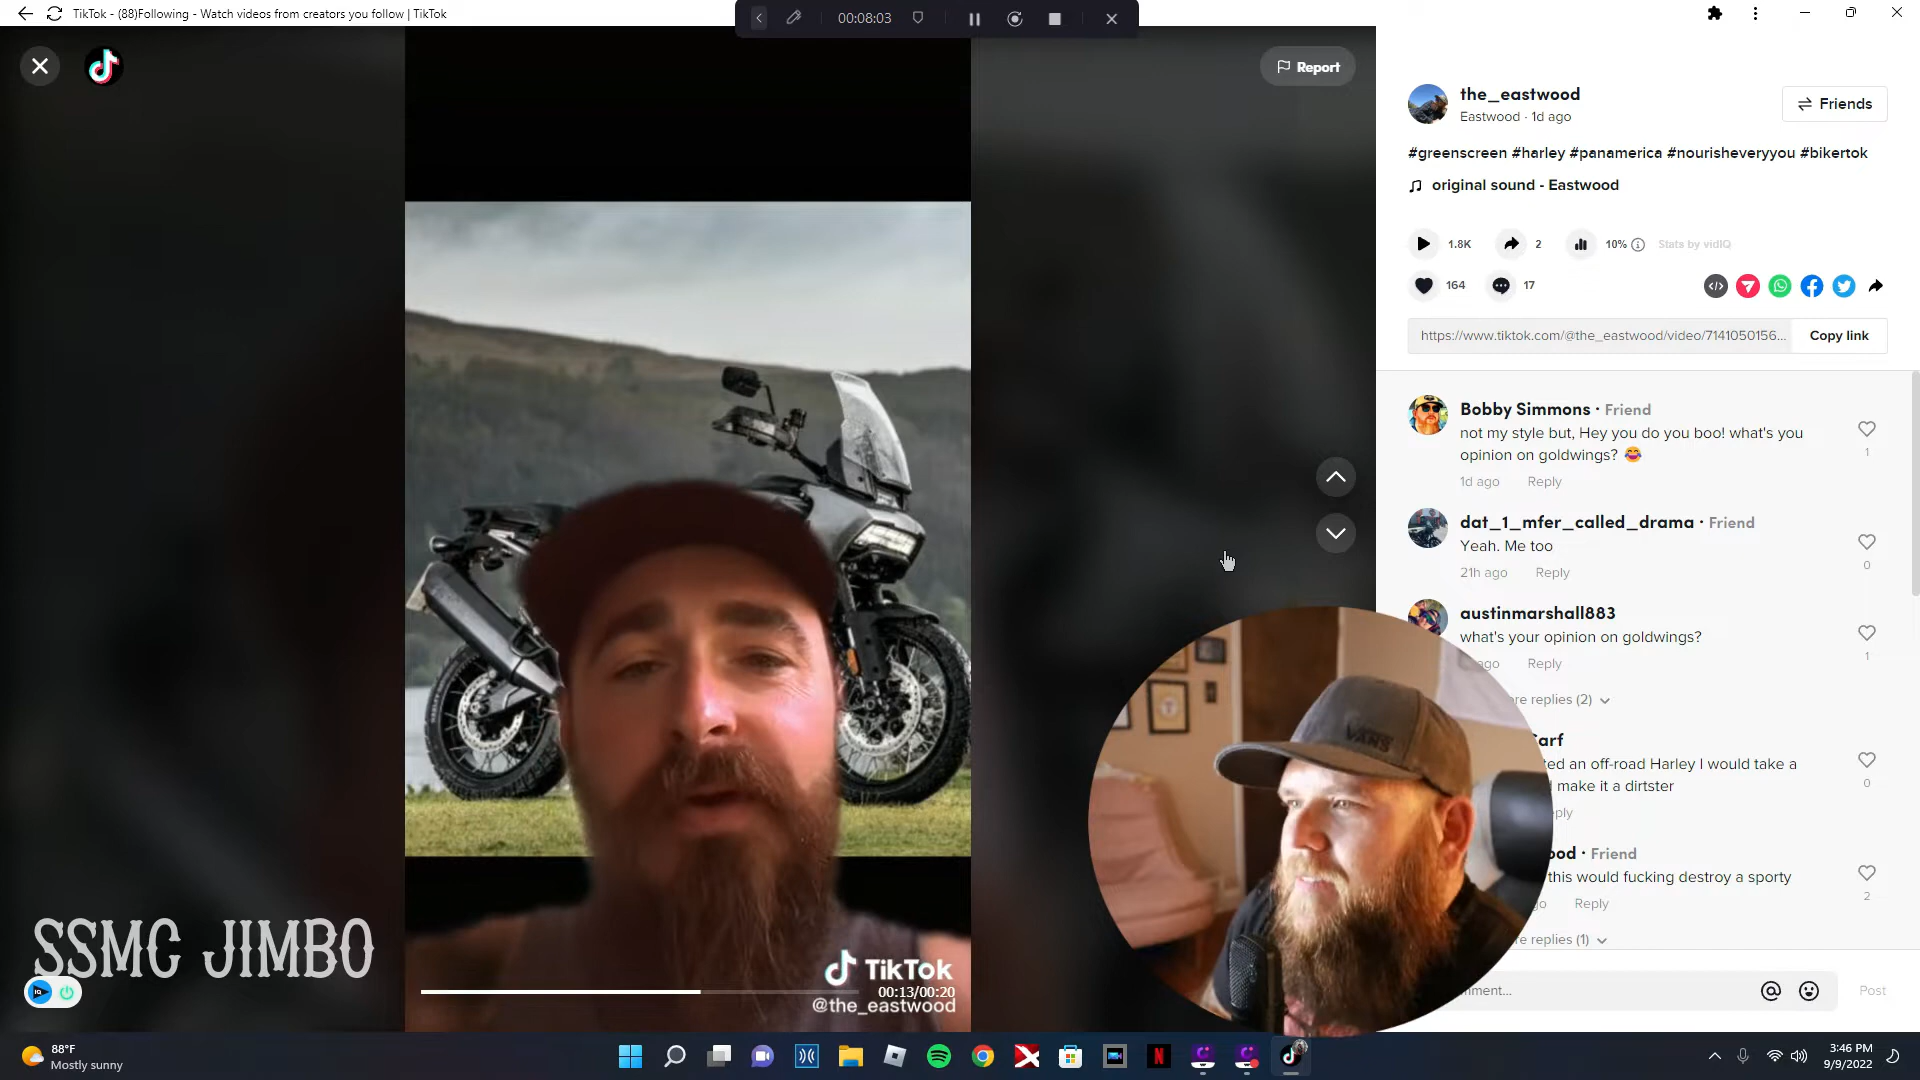 TikTok - (88)Following - Watch videos from creators you follow | TikTok
00:08:03
Report
the_eastwood
Eastwood · 1d ago
Friends
#greenscreen #harley #panamerica #nourisheveryyou #bikertok
original sound - Eastwood
1.8K
2
10%
Stats by vidIQ
164
17
https://www.tiktok.com/@the_eastwood/video/7141050156...
Copy link
Bobby Simmons · Friend
not my style but, Hey you do you boo! what's you
opinion on goldwings? 😂
1
1d ago Reply
dat_1_mfer_called_drama · Friend
Yeah. Me too
0
21h ago Reply
austinmarshall883
what's your opinion on goldwings?
1
ago Reply
replies (2)
an off-road Harley I would take a
make it a dirtster
0
· Friend
this would fucking destroy a sporty
2
Reply
replies (1)
Post
VANS
SSMC JIMBO
TikTok
00:13/00:20
@the_eastwood
88°F
Mostly sunny
3:46 PM
9/9/2022